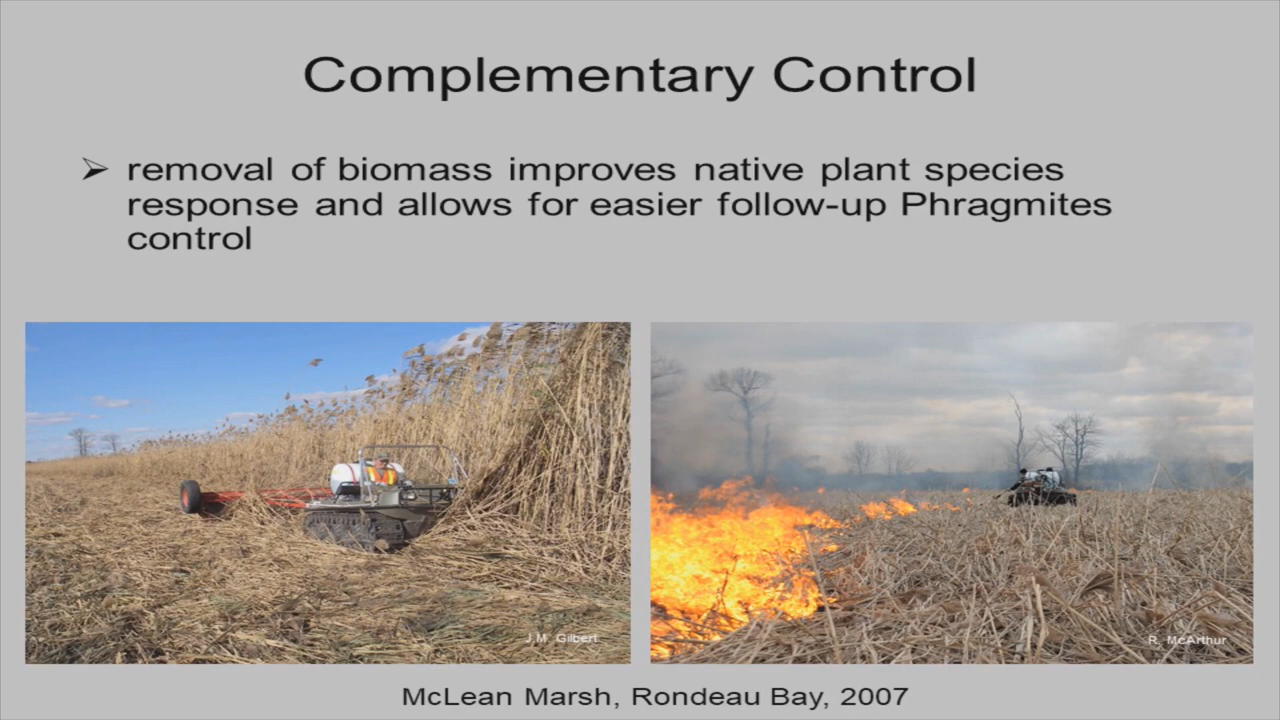 Complementary Control
➢ removal of biomass improves native plant species
response and allows for easier follow-up Phragmites
control
J.M. Gilbert
R. McArthur
McLean Marsh, Rondeau Bay, 2007